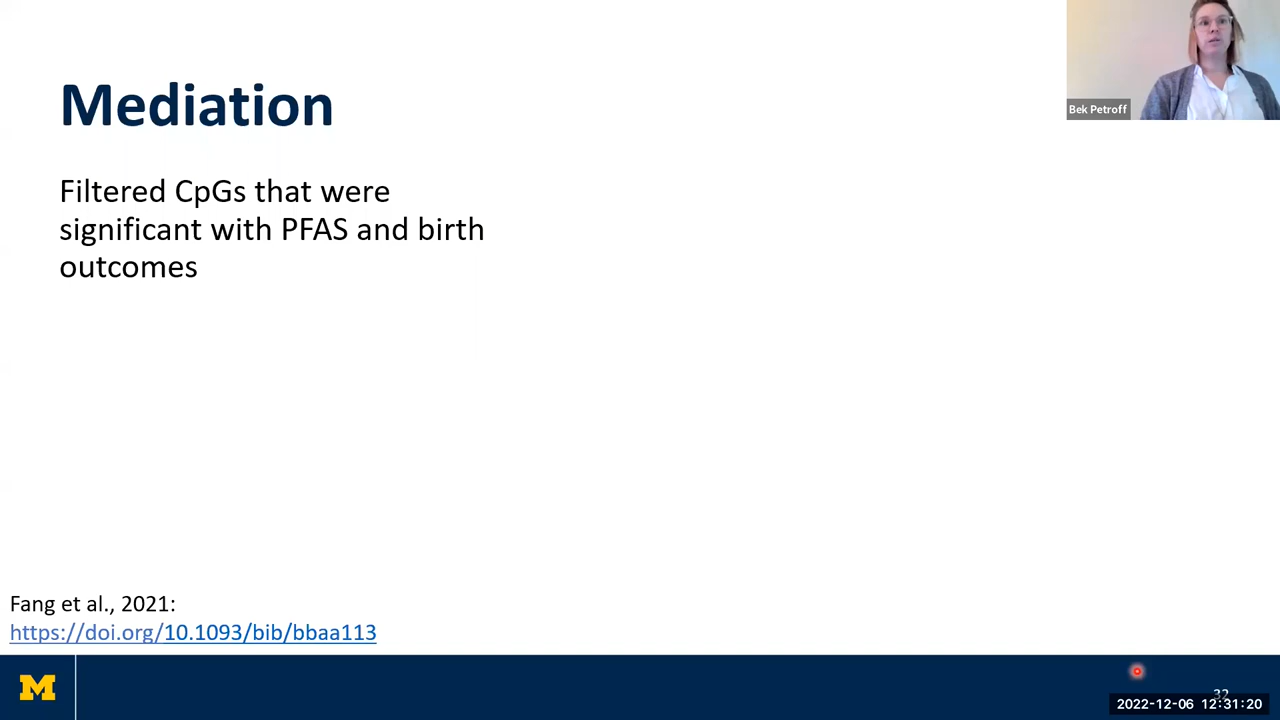 Mediation
Bek Petroff
Filtered CpGs that were
significant with PFAS and birth
outcomes
Fang et al., 2021:
https://doi.org/10.1093/bib/bbaa113
M
32
2022-12-06 12:31:20